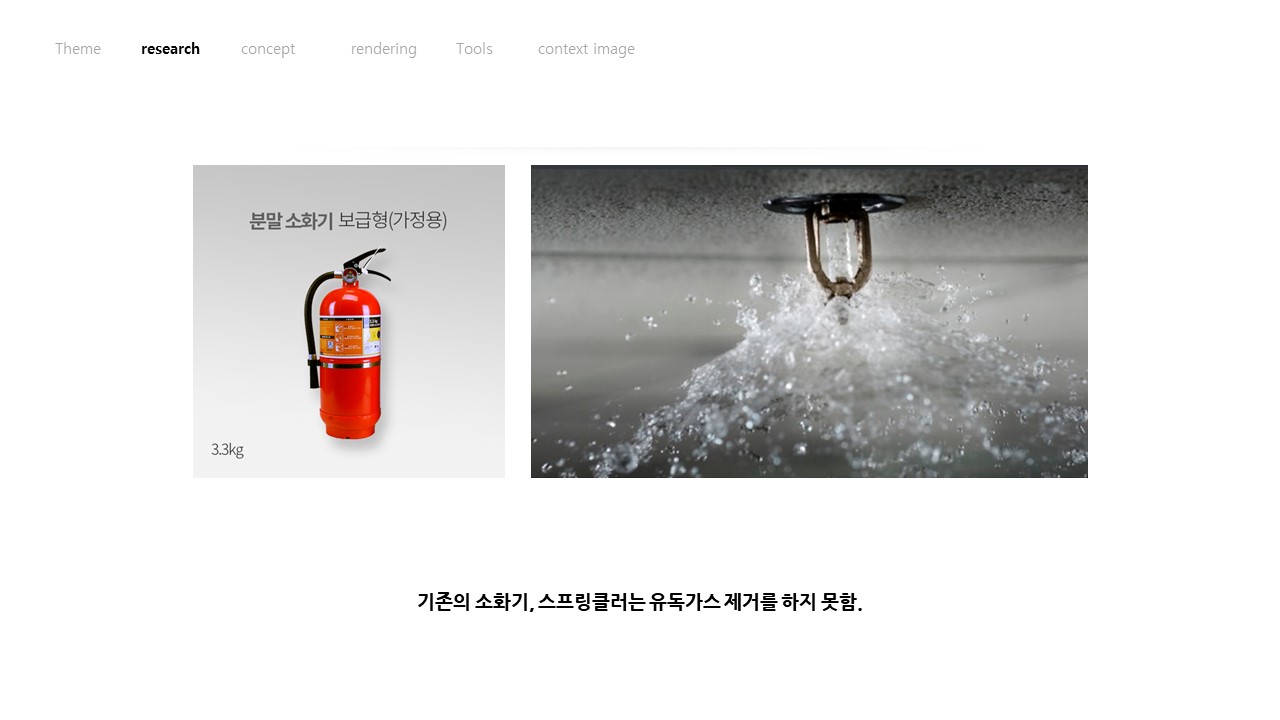 Theme research concept rendering Tools context image
분말 소화기 보급형(가정용)
3.3kg
기존의 소화기, 스프링클러는 유독가스 제거를 하지 못함.